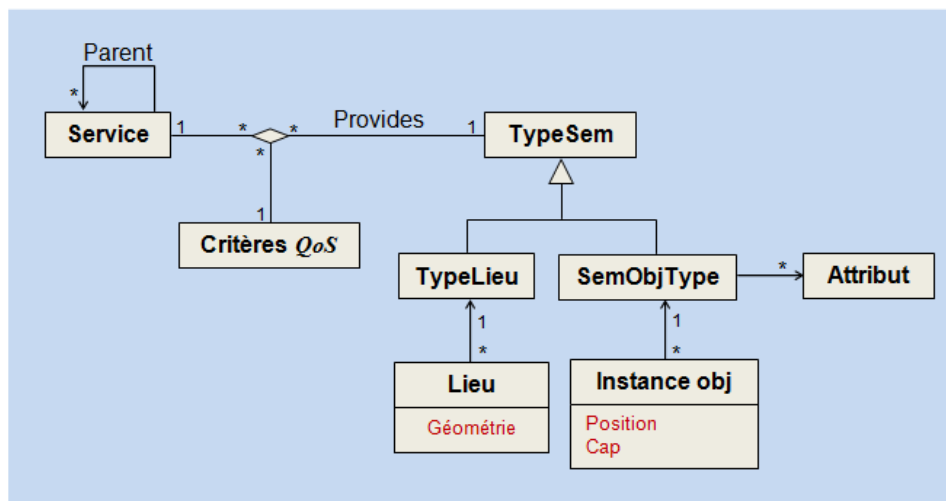 Parent
*
Service
1
*
*
Provides
1
TypeSem
*
1
Critères QoS
TypeLieu
SemObjType
*
Attribut
1
*
1
*
Lieu
Géométrie
Instance obj
Position
Cap